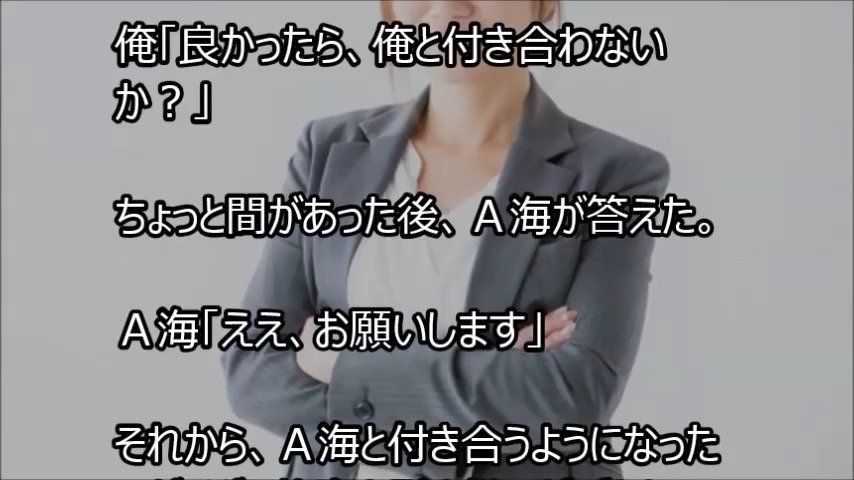 俺「良かったら、俺と付き合わない
か？」
ちょっと間があった後、Ａ海が答えた。
Ａ海「ええ、お願いします」
それから、Ａ海と付き合うようになった